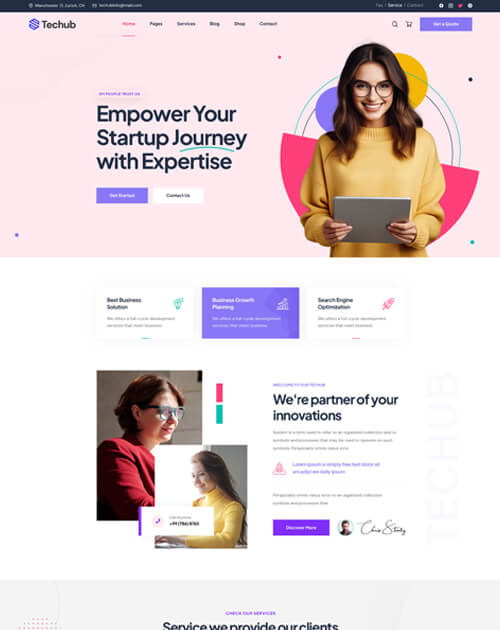 Manchester 21, Zurich, CH
techubinfo@mail.com
Faq / Service / Contact
Techub
Home
Pages
Services
Blog
Shop
Contact
Get a Quote
5M PEOPLE TRUST US
Empower Your
Startup Journey
with Expertise
Get Started
Contact Us
Best Business
Solution
We offers a full cycle development
services that meet business
Business Growth
Planning
We offers a full cycle development
services that meet business
Search Engine
Optimization
We offers a full cycle development
services that meet business
WELCOME TO OUR TECHUB
We're partner of your
innovations
System is a term used to refer to an organized collection and to
symbols and processes that may be used to operate on such
symbols. Perspiciatis omnis natus error.
Lorem ipsum is simply free text dolor sit
am adipi we daily ipsum
Perspiciatis omnis natus error to an organized collection
symbols and processes that
Call Anytime
+99 (786) 8765
Discover More
TECHUB
CHECK OUR SERVICES
Service we provide our clients